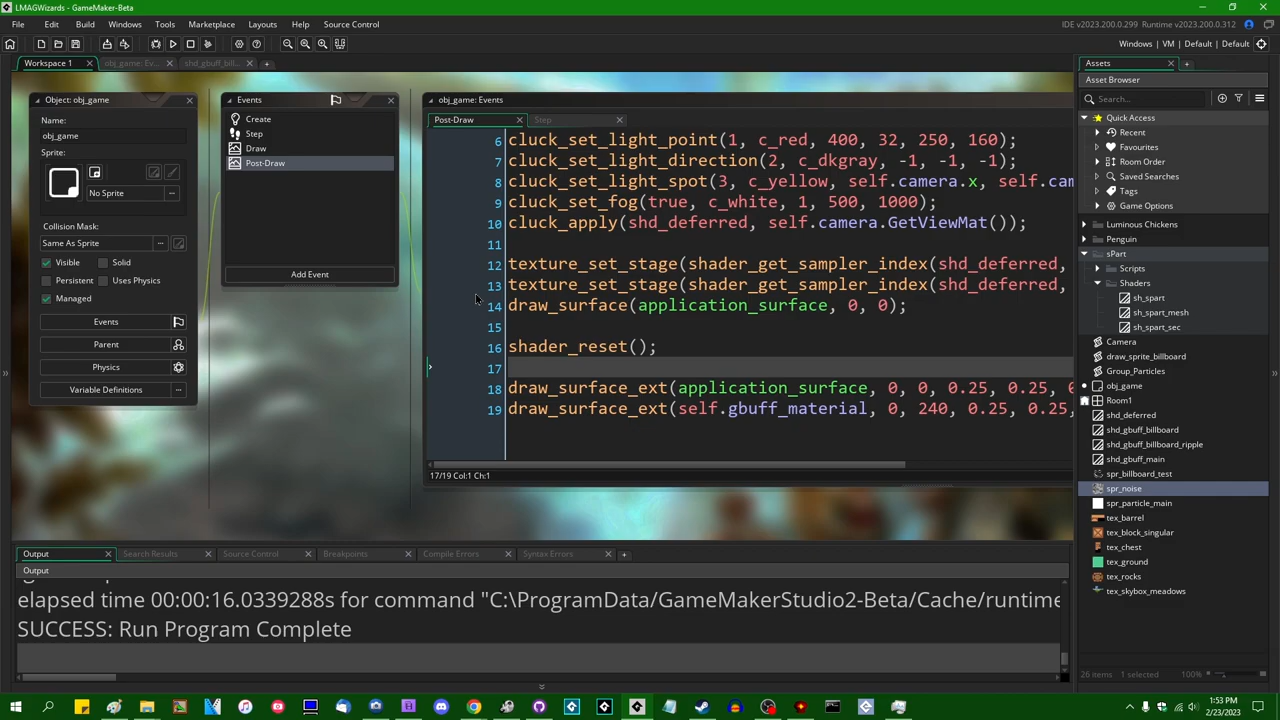 LMAGWizards - GameMaker-Beta
File Edit Build Windows Tools Marketplace Layouts Help Source Control
IDE v2023.200.0.299 Runtime v2023.200.0.312
Windows | VM | Default | Default
Workspace 1
obj_game: Ev...
shd_gbuff_bill...
Object: obj_game
Name:
obj_game
Sprite:
No Sprite
Collision Mask:
Same As Sprite
Visible Solid
Persistent Uses Physics
Managed
Events
Parent
Physics
Variable Definitions
Events
Create
Step
Draw
Post-Draw
Add Event
obj_game: Events
Post-Draw Step
6 cluck_set_light_point(1, c_red, 400, 32, 250, 160);
7 cluck_set_light_direction(2, c_dkgray, -1, -1, -1);
8 cluck_set_light_spot(3, c_yellow, self.camera.x, self.cam
9 cluck_set_fog(true, c_white, 1, 500, 1000);
10 cluck_apply(shd_deferred, self.camera.GetViewMat());
11
12 texture_set_stage(shader_get_sampler_index(shd_deferred,
13 texture_set_stage(shader_get_sampler_index(shd_deferred,
14 draw_surface(application_surface, 0, 0);
15
16 shader_reset();
17
18 draw_surface_ext(application_surface, 0, 0, 0.25, 0.25, 0
19 draw_surface_ext(self.gbuff_material, 0, 240, 0.25, 0.25,
17/19 Col:1 Ch:1
Output Search Results Source Control Breakpoints Compile Errors Syntax Errors
Output
elapsed time 00:00:16.0339288s for command "C:\ProgramData/GameMakerStudio2-Beta/Cache/runtime
SUCCESS: Run Program Complete
Assets
Asset Browser
Search...
Quick Access
Recent
Favourites
Room Order
Saved Searches
Tags
Game Options
Luminous Chickens
Penguin
sPart
Scripts
Shaders
sh_spart
sh_spart_mesh
sh_spart_sec
Camera
draw_sprite_billboard
Group_Particles
obj_game
Room1
shd_deferred
shd_gbuff_billboard
shd_gbuff_billboard_ripple
shd_gbuff_main
spr_billboard_test
spr_noise
spr_particle_main
tex_barrel
tex_block_singular
tex_chest
tex_ground
tex_rocks
tex_skybox_meadows
26 items 1 selected 100%
1:53 PM
2/23/2023